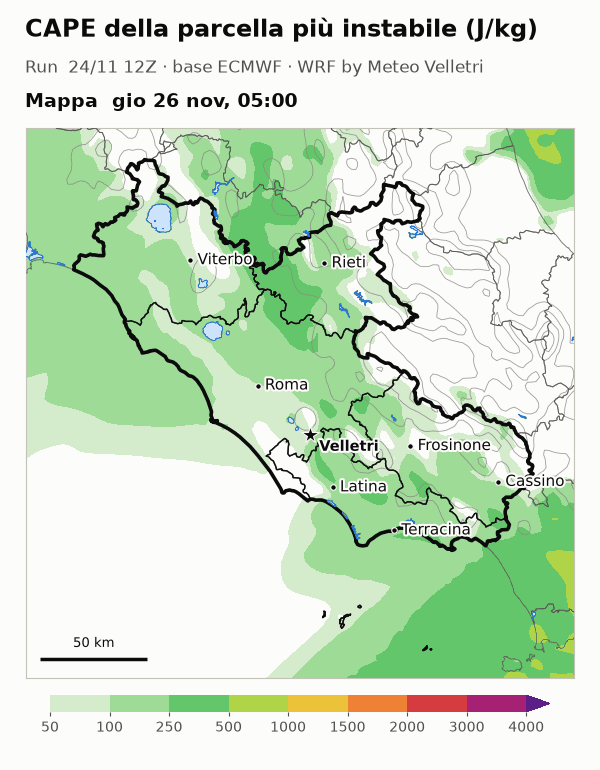 CAPE della parcella più instabile (J/kg)
Run  24/11 12Z · base ECMWF · WRF by Meteo Velletri
Mappa  gio 26 nov, 05:00
Viterbo
Rieti
Roma
Velletri
Frosinone
Latina
Cassino
Terracina
50 km
50 100 250 500 1000 1500 2000 3000 4000